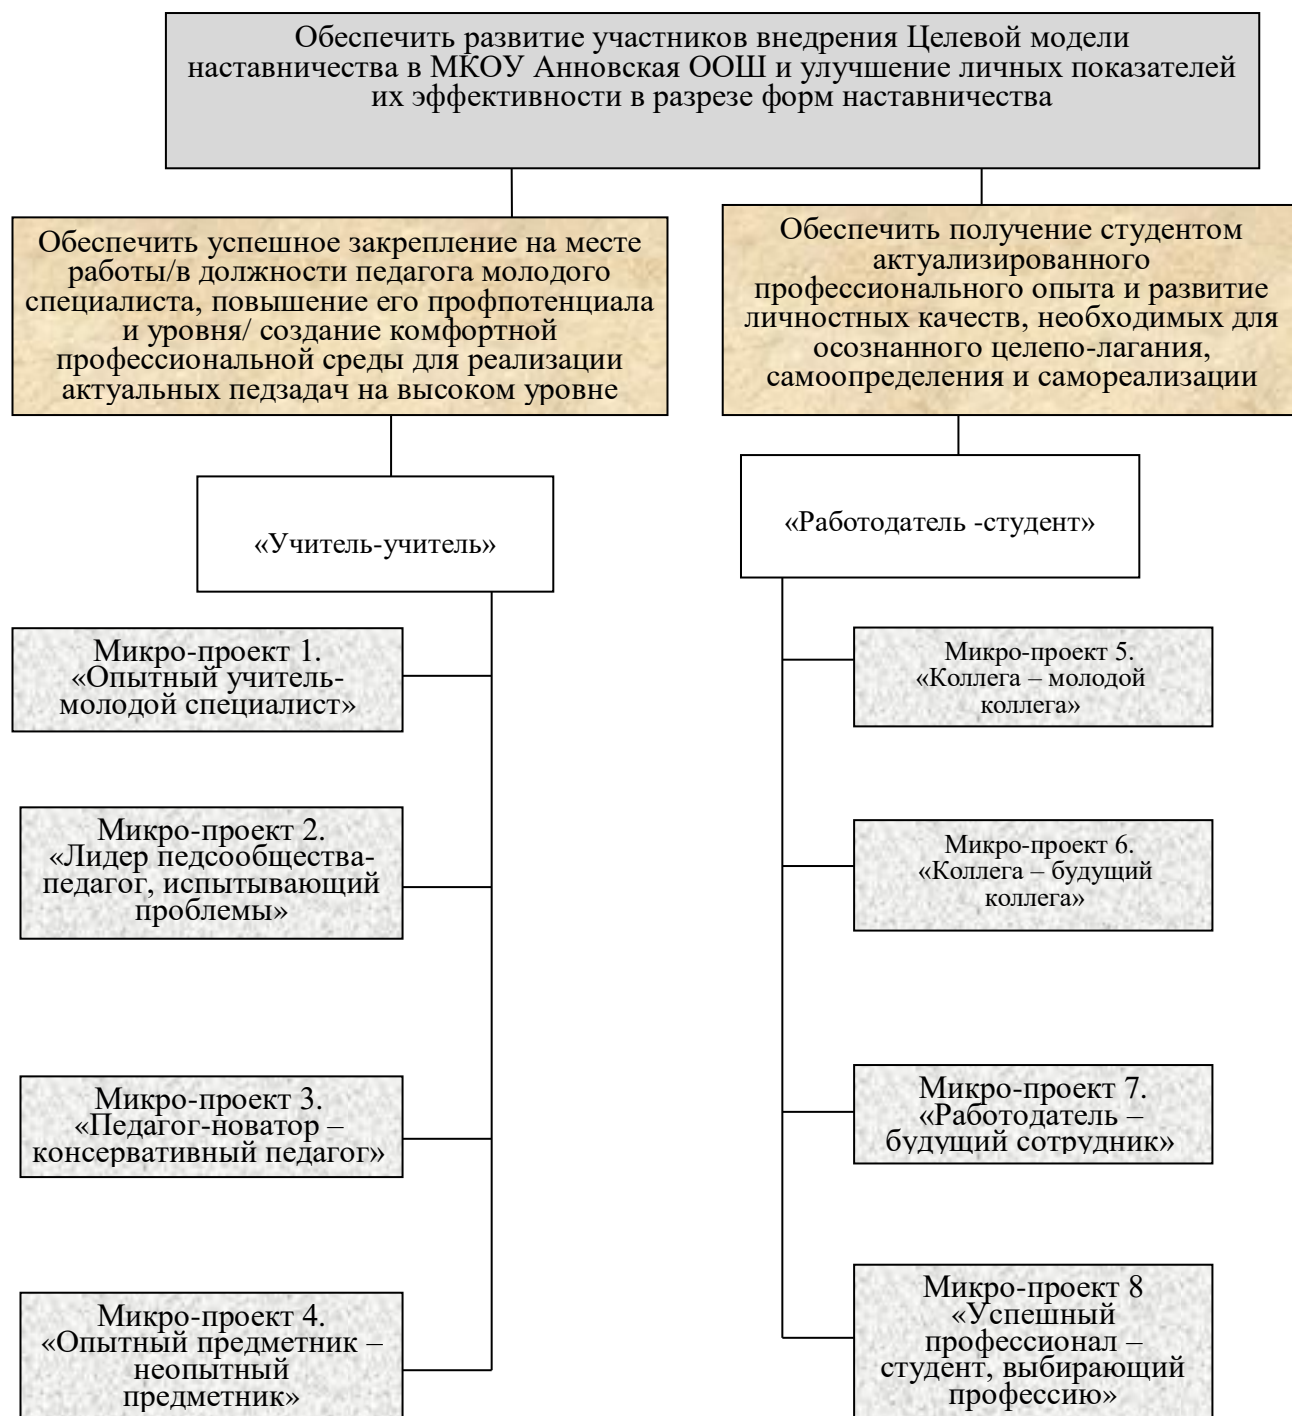 Обеспечить развитие участников внедрения Целевой модели
наставничества в МКОУ Анновская ООШ и улучшение личных показателей
их эффективности в разрезе форм наставничества
Обеспечить успешное закрепление на месте
работы/в должности педагога молодого
специалиста, повышение его профпотенциала
и уровня/ создание комфортной
профессиональной среды для реализации
актуальных педзадач на высоком уровне
Обеспечить получение студентом
актуализированного
профессионального опыта и развитие
личностных качеств, необходимых для
осознанного целепо-лагания,
самоопределения и самореализации
«Учитель-учитель»
«Работодатель -студент»
Микро-проект 1.
«Опытный учитель-
молодой специалист»
Микро-проект 2.
«Лидер педсообщества-
педагог, испытывающий
проблемы»
Микро-проект 3.
«Педагог-новатор –
консервативный педагог»
Микро-проект 4.
«Опытный предметник –
неопытный
предметник»
Микро-проект 5.
«Коллега – молодой
коллега»
Микро-проект 6.
«Коллега – будущий
коллега»
Микро-проект 7.
«Работодатель –
будущий сотрудник»
Микро-проект 8
«Успешный
профессионал –
студент, выбирающий
профессию»